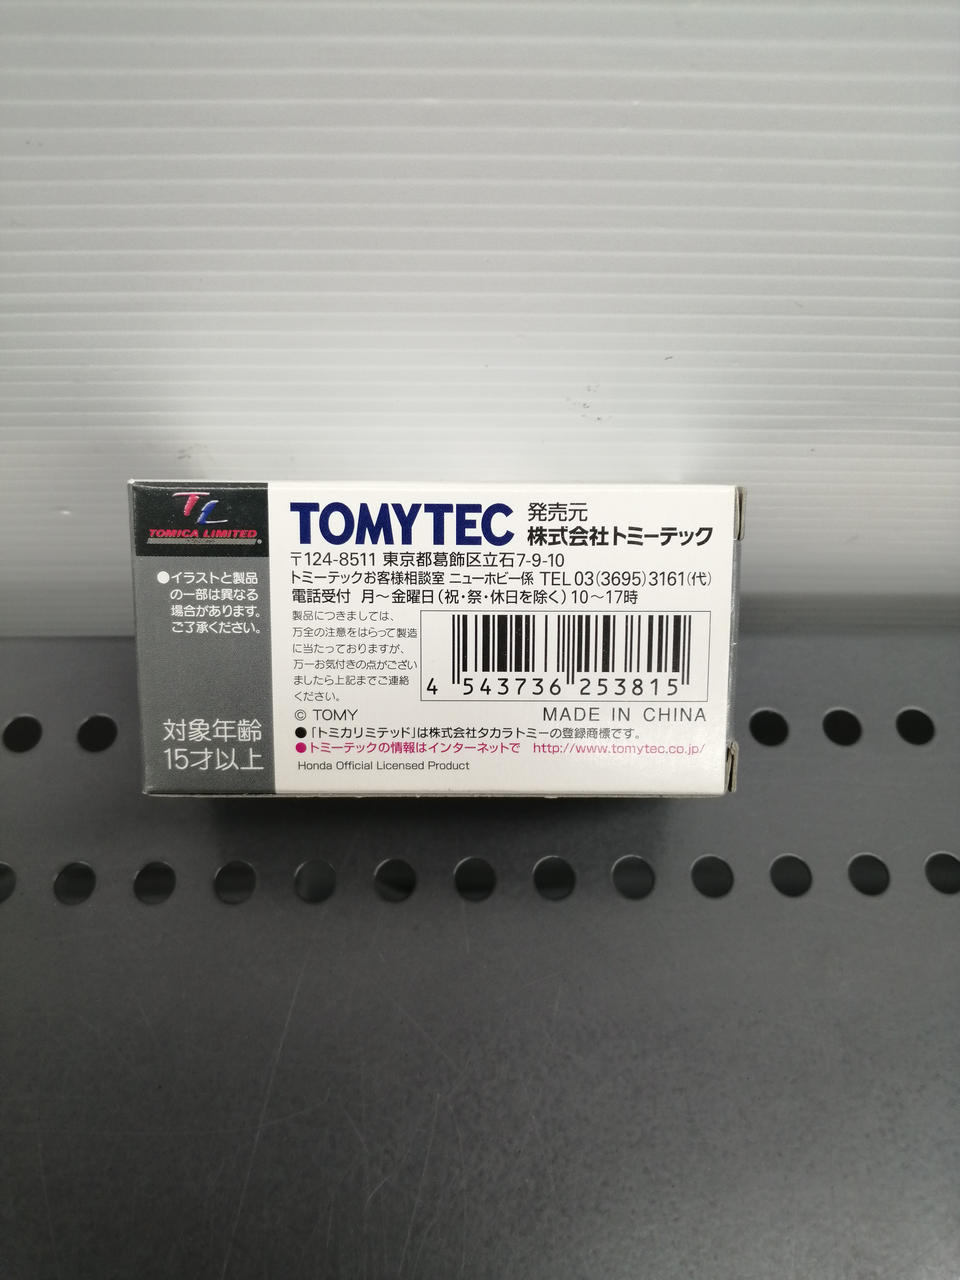 TL
TOMICA LIMITED
●イラストと製品
の一部は異なる
場合があります。
ご了承ください。
対象年齢
15才以上
TOMYTEC
発売元
株式会社トミーテック
〒124-8511 東京都葛飾区立石7-9-10
トミーテックお客様相談室 ニューホビー係 TEL 03(3695)3161(代)
電話受付 月〜金曜日(祝・祭・休日を除く)10〜17時
製品につきましては、
万全の注意をはらって製造
に当たっておりますが、
万一お気付きの点がござい
ましたら上記までご連絡
ください。
4 543736 253815
© TOMY
MADE IN CHINA
●「トミカリミテッド」は株式会社タカラトミーの登録商標です。
●トミーテックの情報はインターネットで http://www.tomytec.co.jp/
Honda Official Licensed Product